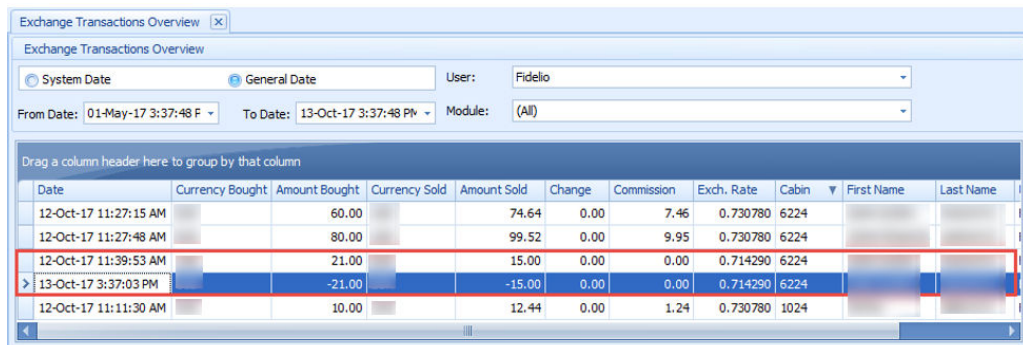 Exchange Transactions Overview
Exchange Transactions Overview
System Date General Date User: Fidelio
From Date: 01-May-17 3:37:48 P To Date: 13-Oct-17 3:37:48 PM Module: (All)
Drag a column header here to group by that column
Date Currency Bought Amount Bought Currency Sold Amount Sold Change Commission Exch. Rate Cabin First Name Last Name
12-Oct-17 11:27:15 AM 60.00 74.64 0.00 7.46 0.730780 6224
12-Oct-17 11:27:48 AM 80.00 99.52 0.00 9.95 0.730780 6224
12-Oct-17 11:39:53 AM 21.00 15.00 0.00 0.00 0.714290 6224
13-Oct-17 3:37:03 PM -21.00 -15.00 0.00 0.00 0.714290 6224
12-Oct-17 11:11:30 AM 10.00 12.44 0.00 1.24 0.730780 1024